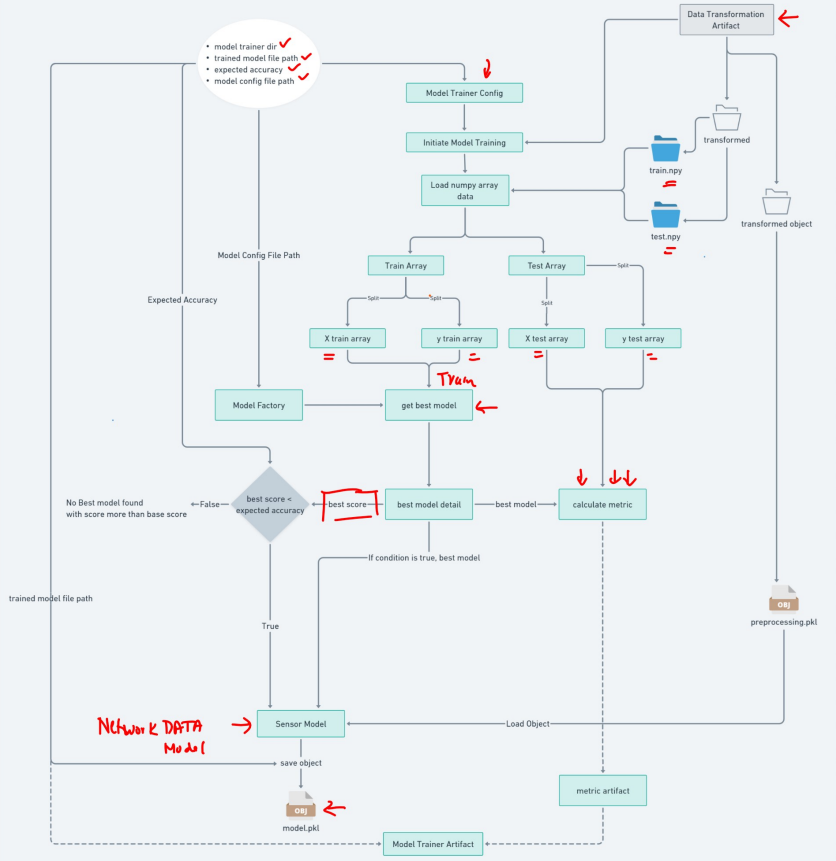 Data Transformation
Artifact
• model trainer dir
• trained model file path
• expected accuracy
• model config file path
Model Trainer Config
transformed
Initiate Model Training
train.npy
Load numpy array
data
test.npy
transformed object
Model Config File Path
Train Array
Test Array
Split
Expected Accuracy
Split
Split
Split
X train array
y train array
X test array
y test array
Train
Model Factory
get best model
No Best model found
with score more than base score
False
best score <
expected accuracy
best score
best model detail
best model
calculate metric
If condition is true, best model
trained model file path
OBJ
preprocessing.pkl
True
Network DATA
Model
Sensor Model
Load Object
save object
metric artifact
OBJ
model.pkl
Model Trainer Artifact